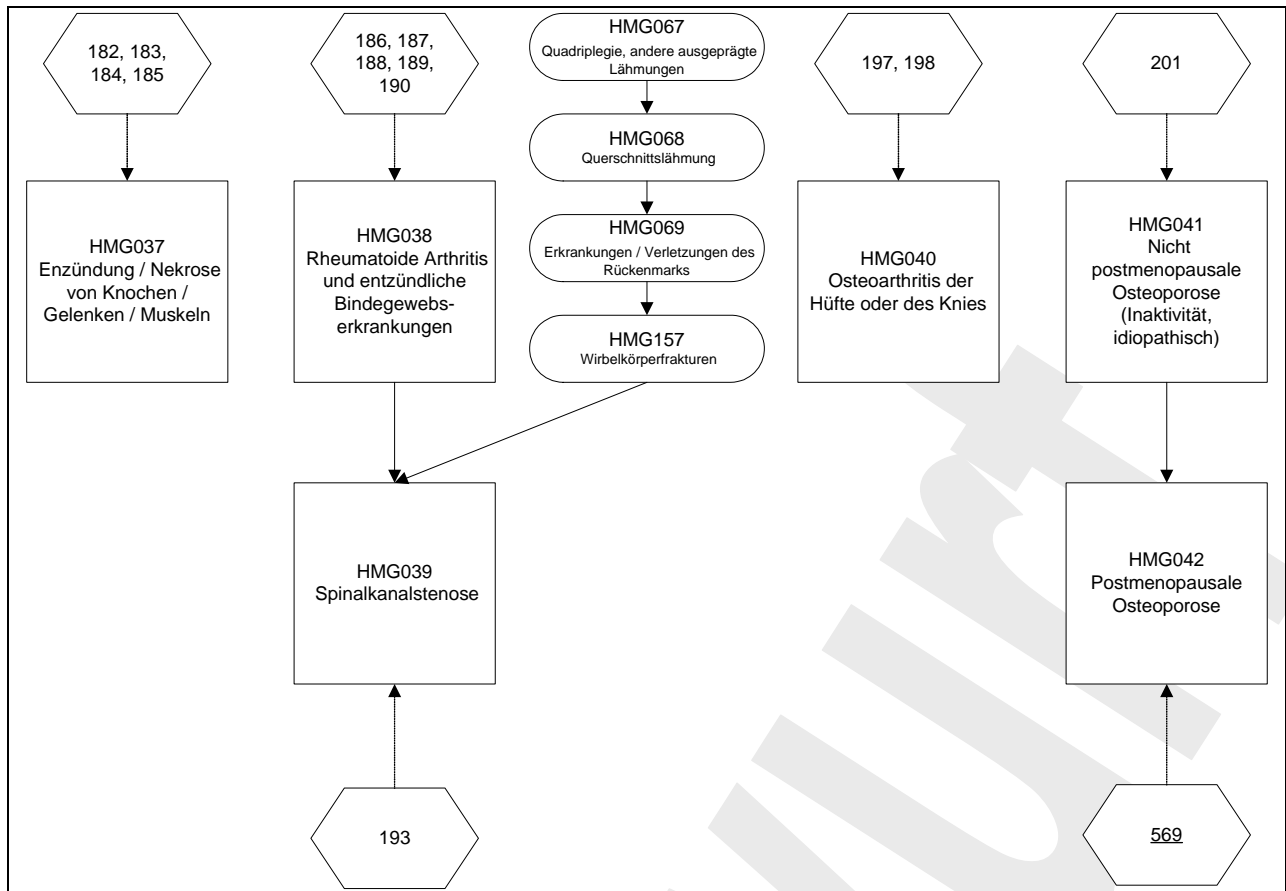 182, 183,
184, 185
186, 187,
188, 189,
190
HMG067
Quadriplegie, andere ausgeprägte
Lähmungen
197, 198
201
HMG068
Querschnittslähmung
HMG037
Enzündung / Nekrose
von Knochen /
Gelenken / Muskeln
HMG038
Rheumatoide Arthritis
und entzündliche
Bindegewebs-
erkrankungen
HMG069
Erkrankungen / Verletzungen des
Rückenmarks
HMG157
Wirbelkörperfrakturen
HMG040
Osteoarthritis der
Hüfte oder des Knies
HMG041
Nicht
postmenopausale
Osteoporose
(Inaktivität,
idiopathisch)
HMG039
Spinalkanalstenose
HMG042
Postmenopausale
Osteoporose
193
569